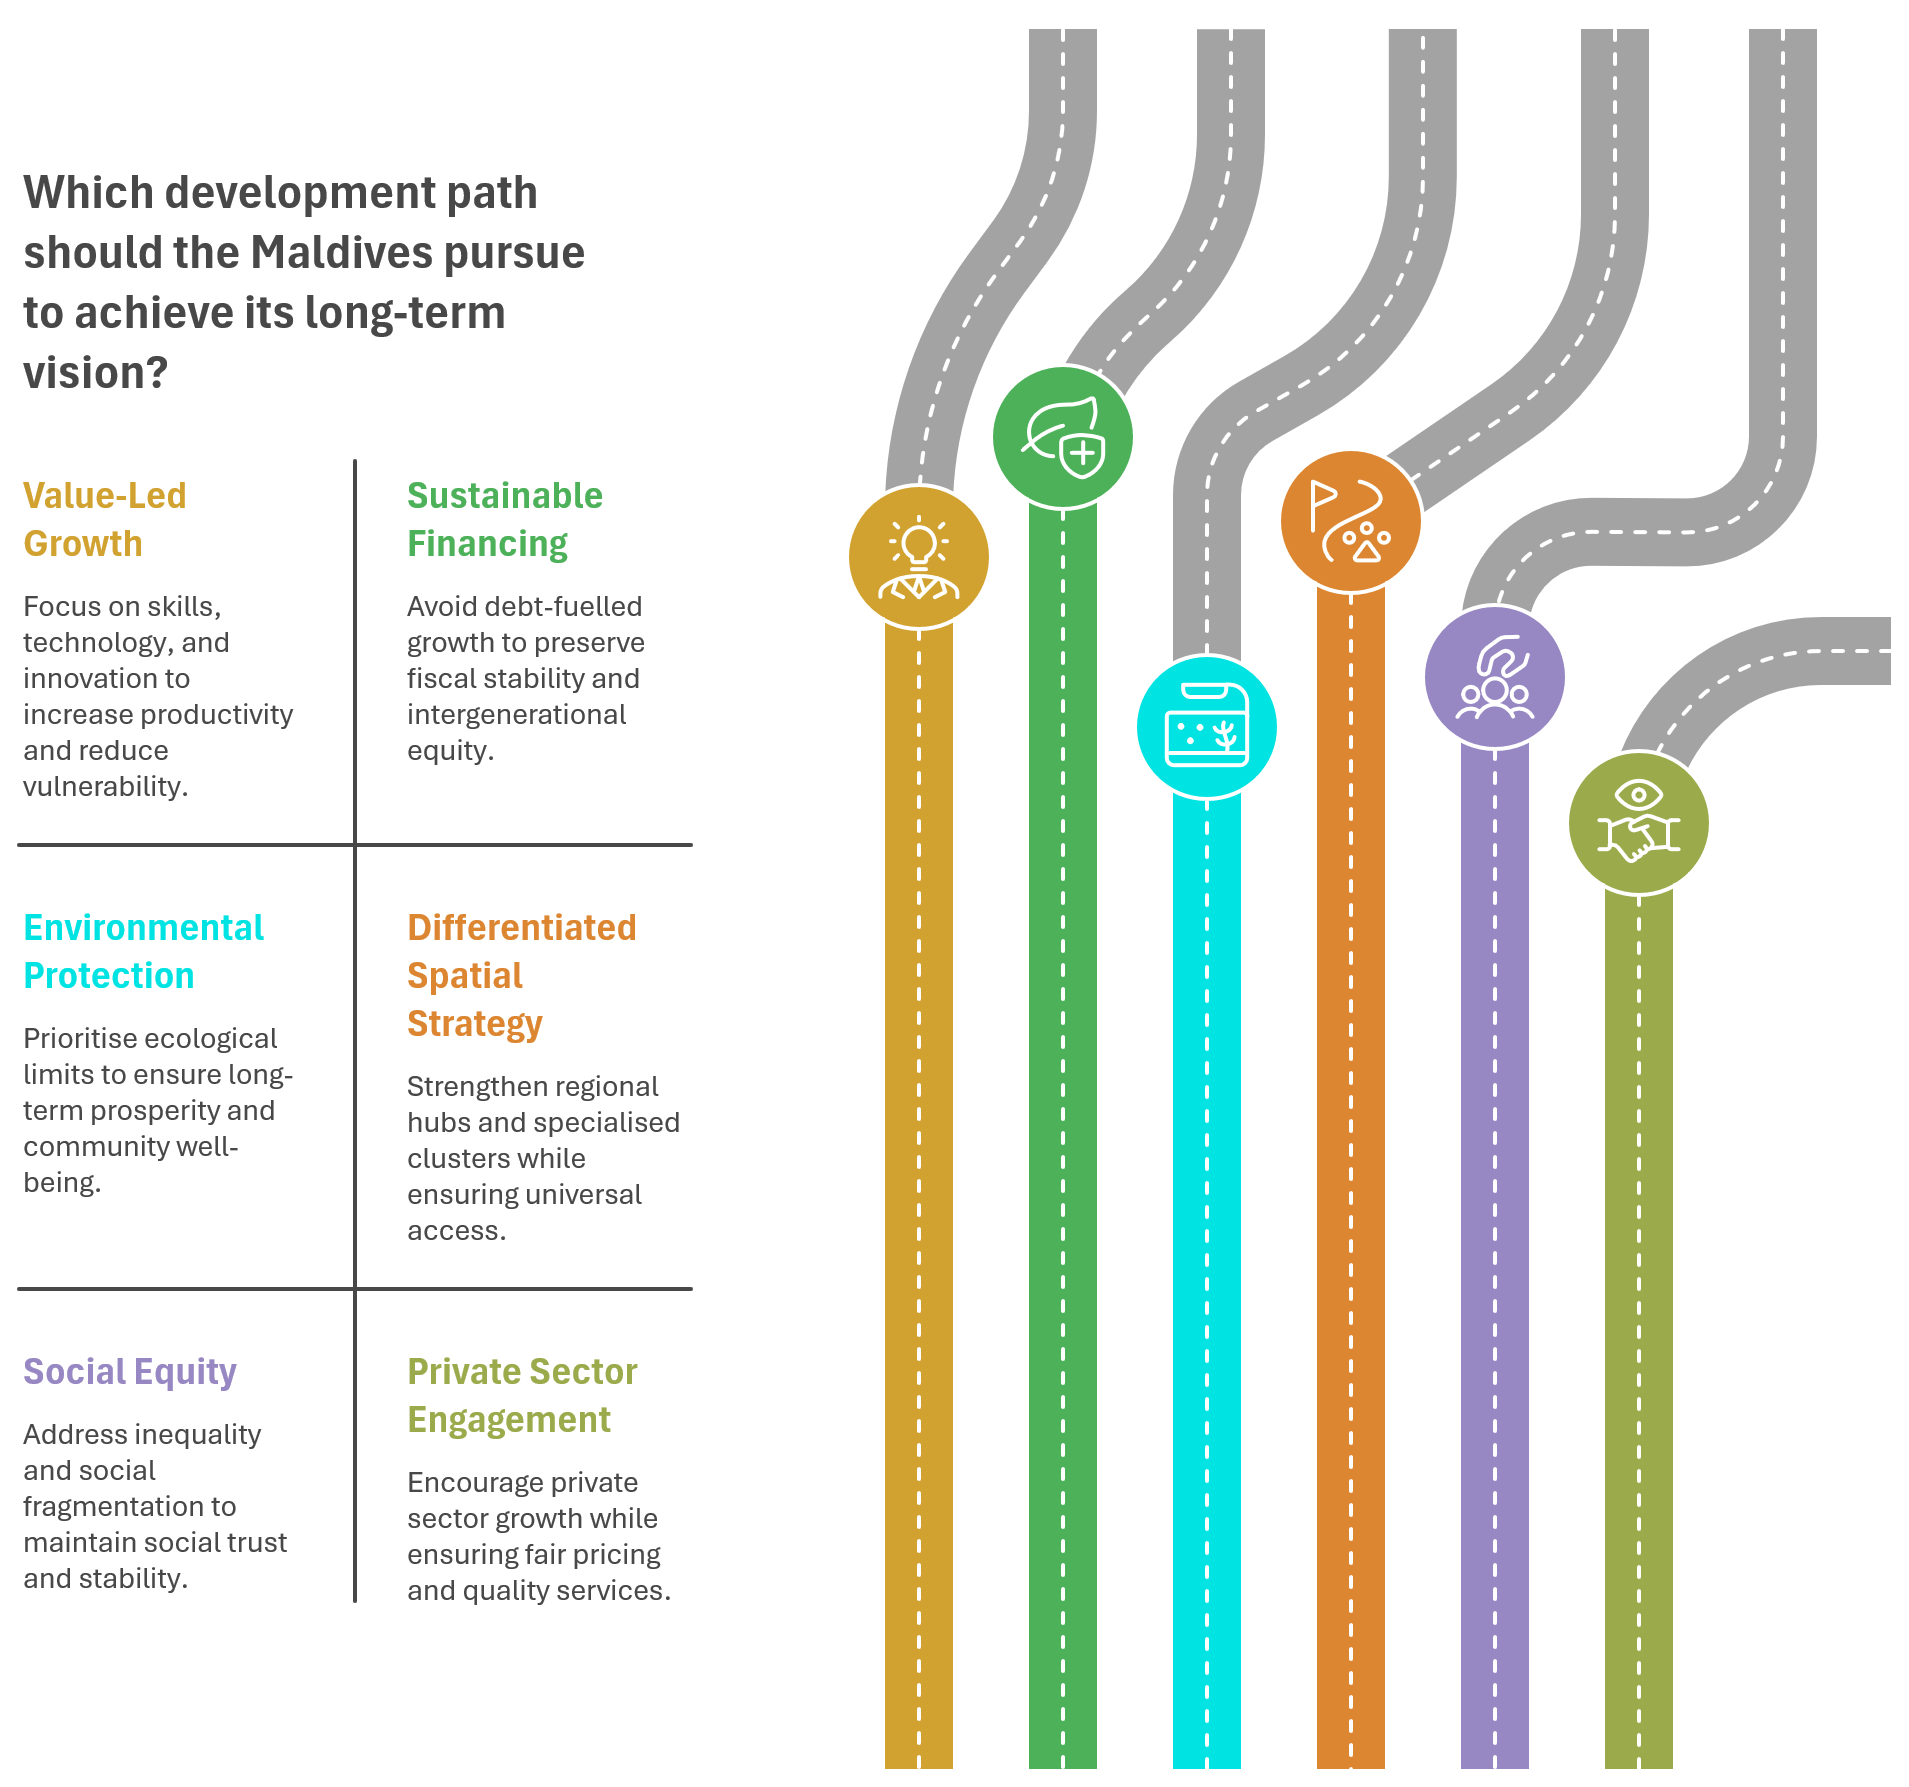 Which development path
should the Maldives pursue
to achieve its long-term
vision?
Value-Led
Growth
Focus on skills,
technology, and
innovation to
increase productivity
and reduce
vulnerability.
Sustainable
Financing
Avoid debt-fuelled
growth to preserve
fiscal stability and
intergenerational
equity.
Environmental
Protection
Prioritise ecological
limits to ensure long-
term prosperity and
community well-
being.
Differentiated
Spatial
Strategy
Strengthen regional
hubs and specialised
clusters while
ensuring universal
access.
Social Equity
Address inequality
and social
fragmentation to
maintain social trust
and stability.
Private Sector
Engagement
Encourage private
sector growth while
ensuring fair pricing
and quality services.